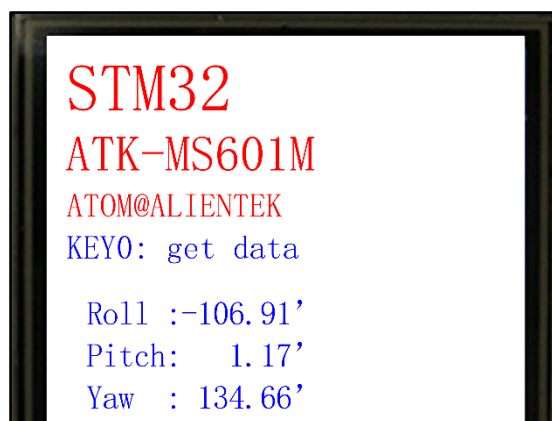 STM32
ATK-MS601M
ATOM@ALIENTEK
KEY0: get data
Roll :-106.91’
Pitch:   1.17’
Yaw  : 134.66’